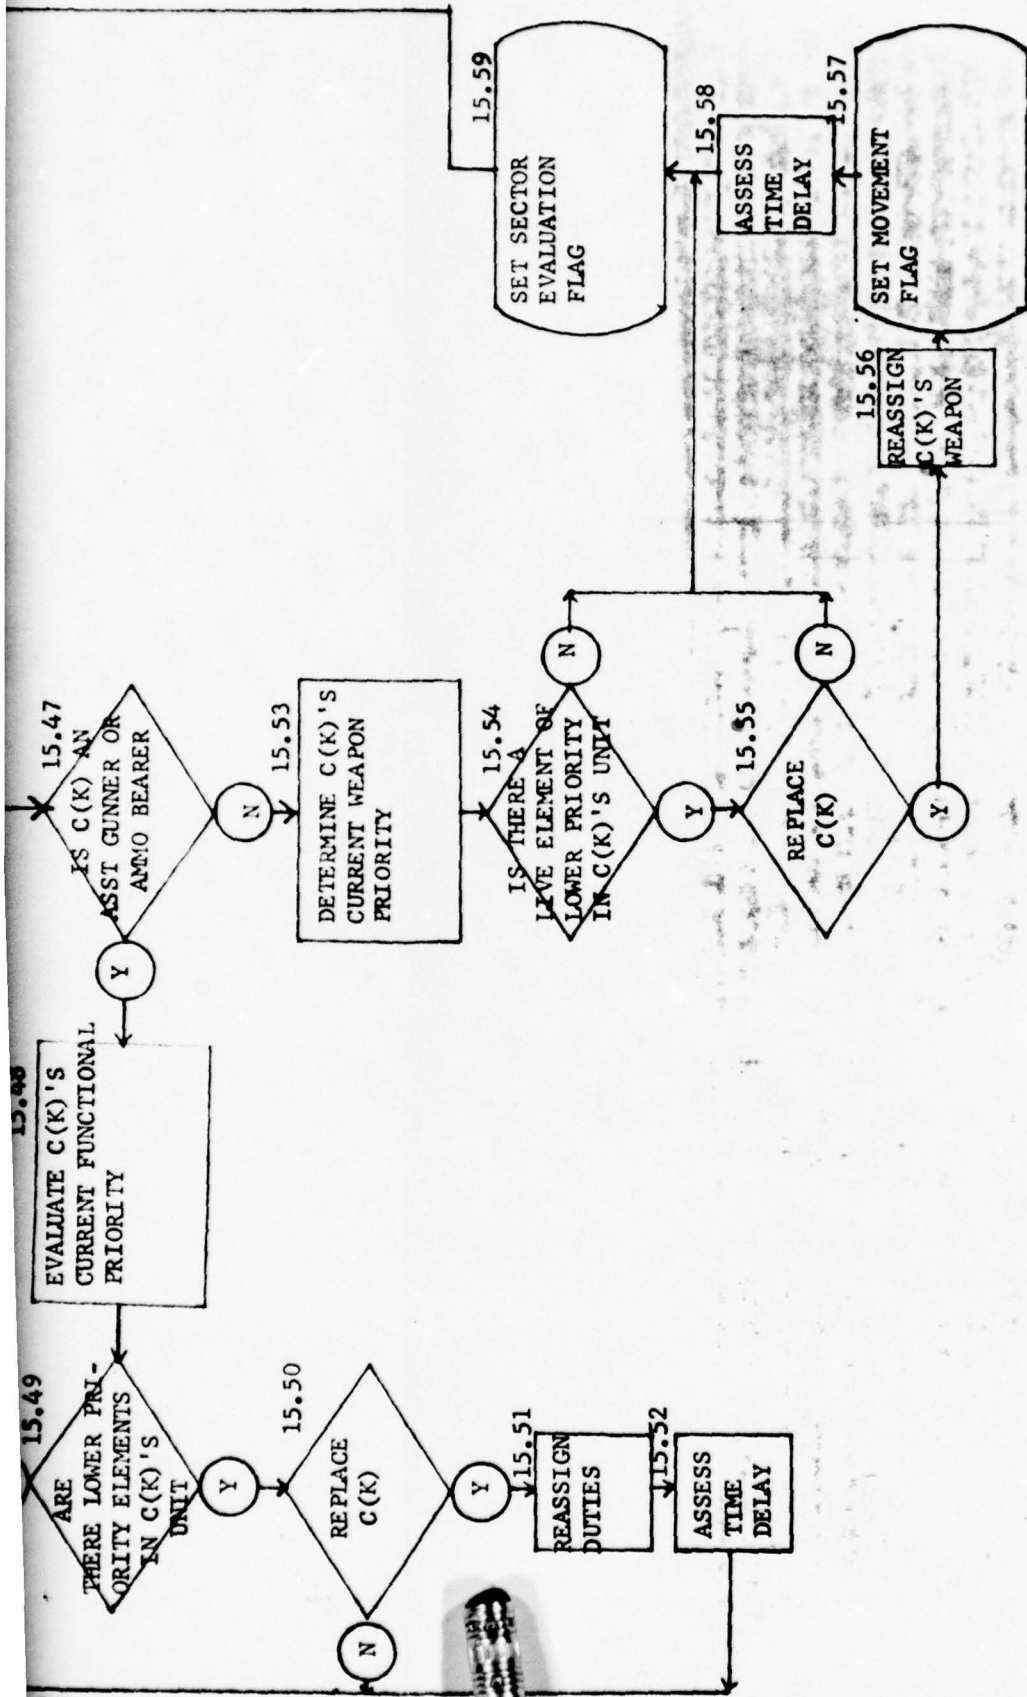 15.49
ARE
THERE LOWER PRI-
ORITY ELEMENTS
IN C(K)'S
UNIT
Y
15.50
REPLACE
C(K)
N
Y
15.51
REASSIGN
DUTIES
15.52
ASSESS
TIME
DELAY
15.48
EVALUATE C(K)'S
CURRENT FUNCTIONAL
PRIORITY
Y
15.47
IS C(K) AN
ASST GUNNER OR
AMMO BEARER
N
15.53
DETERMINE C(K)'S
CURRENT WEAPON
PRIORITY
15.54
IS THERE A
LIVE ELEMENT OF
LOWER PRIORITY
IN C(K)'S UNIT
N
Y
15.55
REPLACE
C(K)
N
Y
15.56
REASSIGN
C(K)'S
WEAPON
15.57
SET MOVEMENT
FLAG
15.58
ASSESS
TIME
DELAY
15.59
SET SECTOR
EVALUATION
FLAG